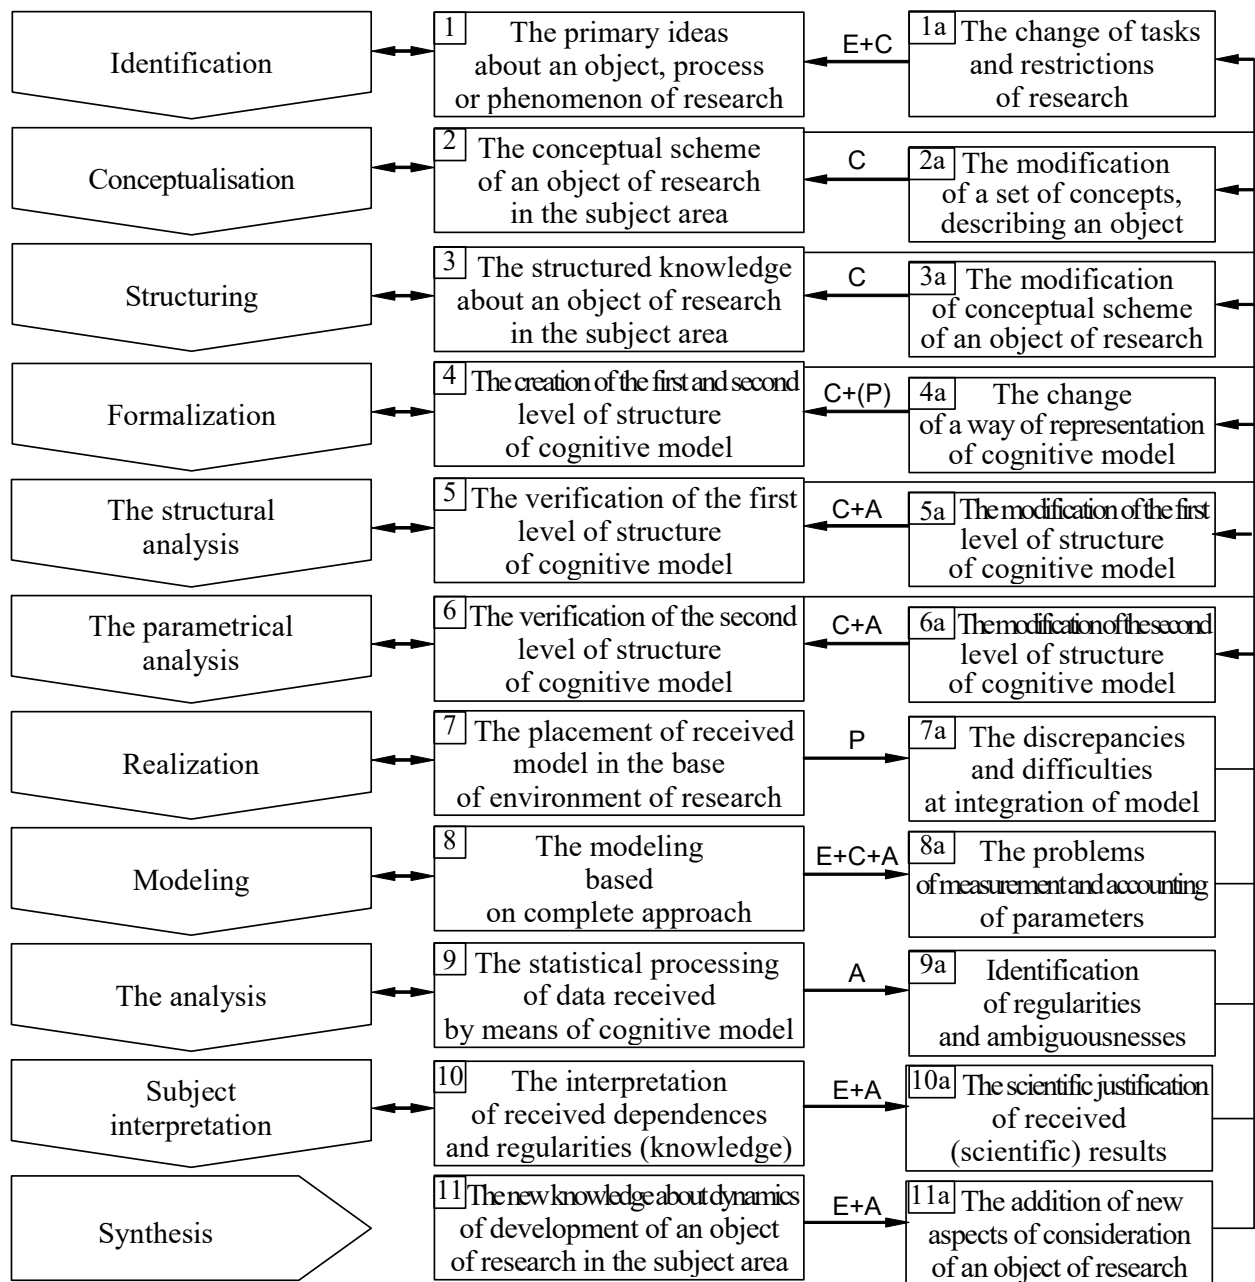 Identification
1 The primary ideas
about an object, process
or phenomenon of research
E+C
1a The change of tasks
and restrictions
of research
Conceptualisation
2 The conceptual scheme
of an object of research
in the subject area
C
2a The modification
of a set of concepts,
describing an object
Structuring
3 The structured knowledge
about an object of research
in the subject area
C
3a The modification
of conceptual scheme
of an object of research
Formalization
4 The creation of the first and second
level of structure
of cognitive model
C+(P)
4a The change
of a way of representation
of cognitive model
The structural
analysis
5 The verification of the first
level of structure
of cognitive model
C+A
5a The modification of the first
level of structure
of cognitive model
The parametrical
analysis
6 The verification of the second
level of structure
of cognitive model
C+A
6a The modification of the second
level of structure
of cognitive model
Realization
7 The placement of received
model in the base
of environment of research
P
7a The discrepancies
and difficulties
at integration of model
Modeling
8 The modeling
based
on complete approach
E+C+A
8a The problems
of measurement and accounting
of parameters
The analysis
9 The statistical processing
of data received
by means of cognitive model
A
9a Identification
of regularities
and ambiguousnesses
Subject
interpretation
10 The interpretation
of received dependences
and regularities (knowledge)
E+A
10a The scientific justification
of received
(scientific) results
Synthesis
11 The new knowledge about dynamics
of development of an object
of research in the subject area
E+A
11a The addition of new
aspects of consideration
of an object of research